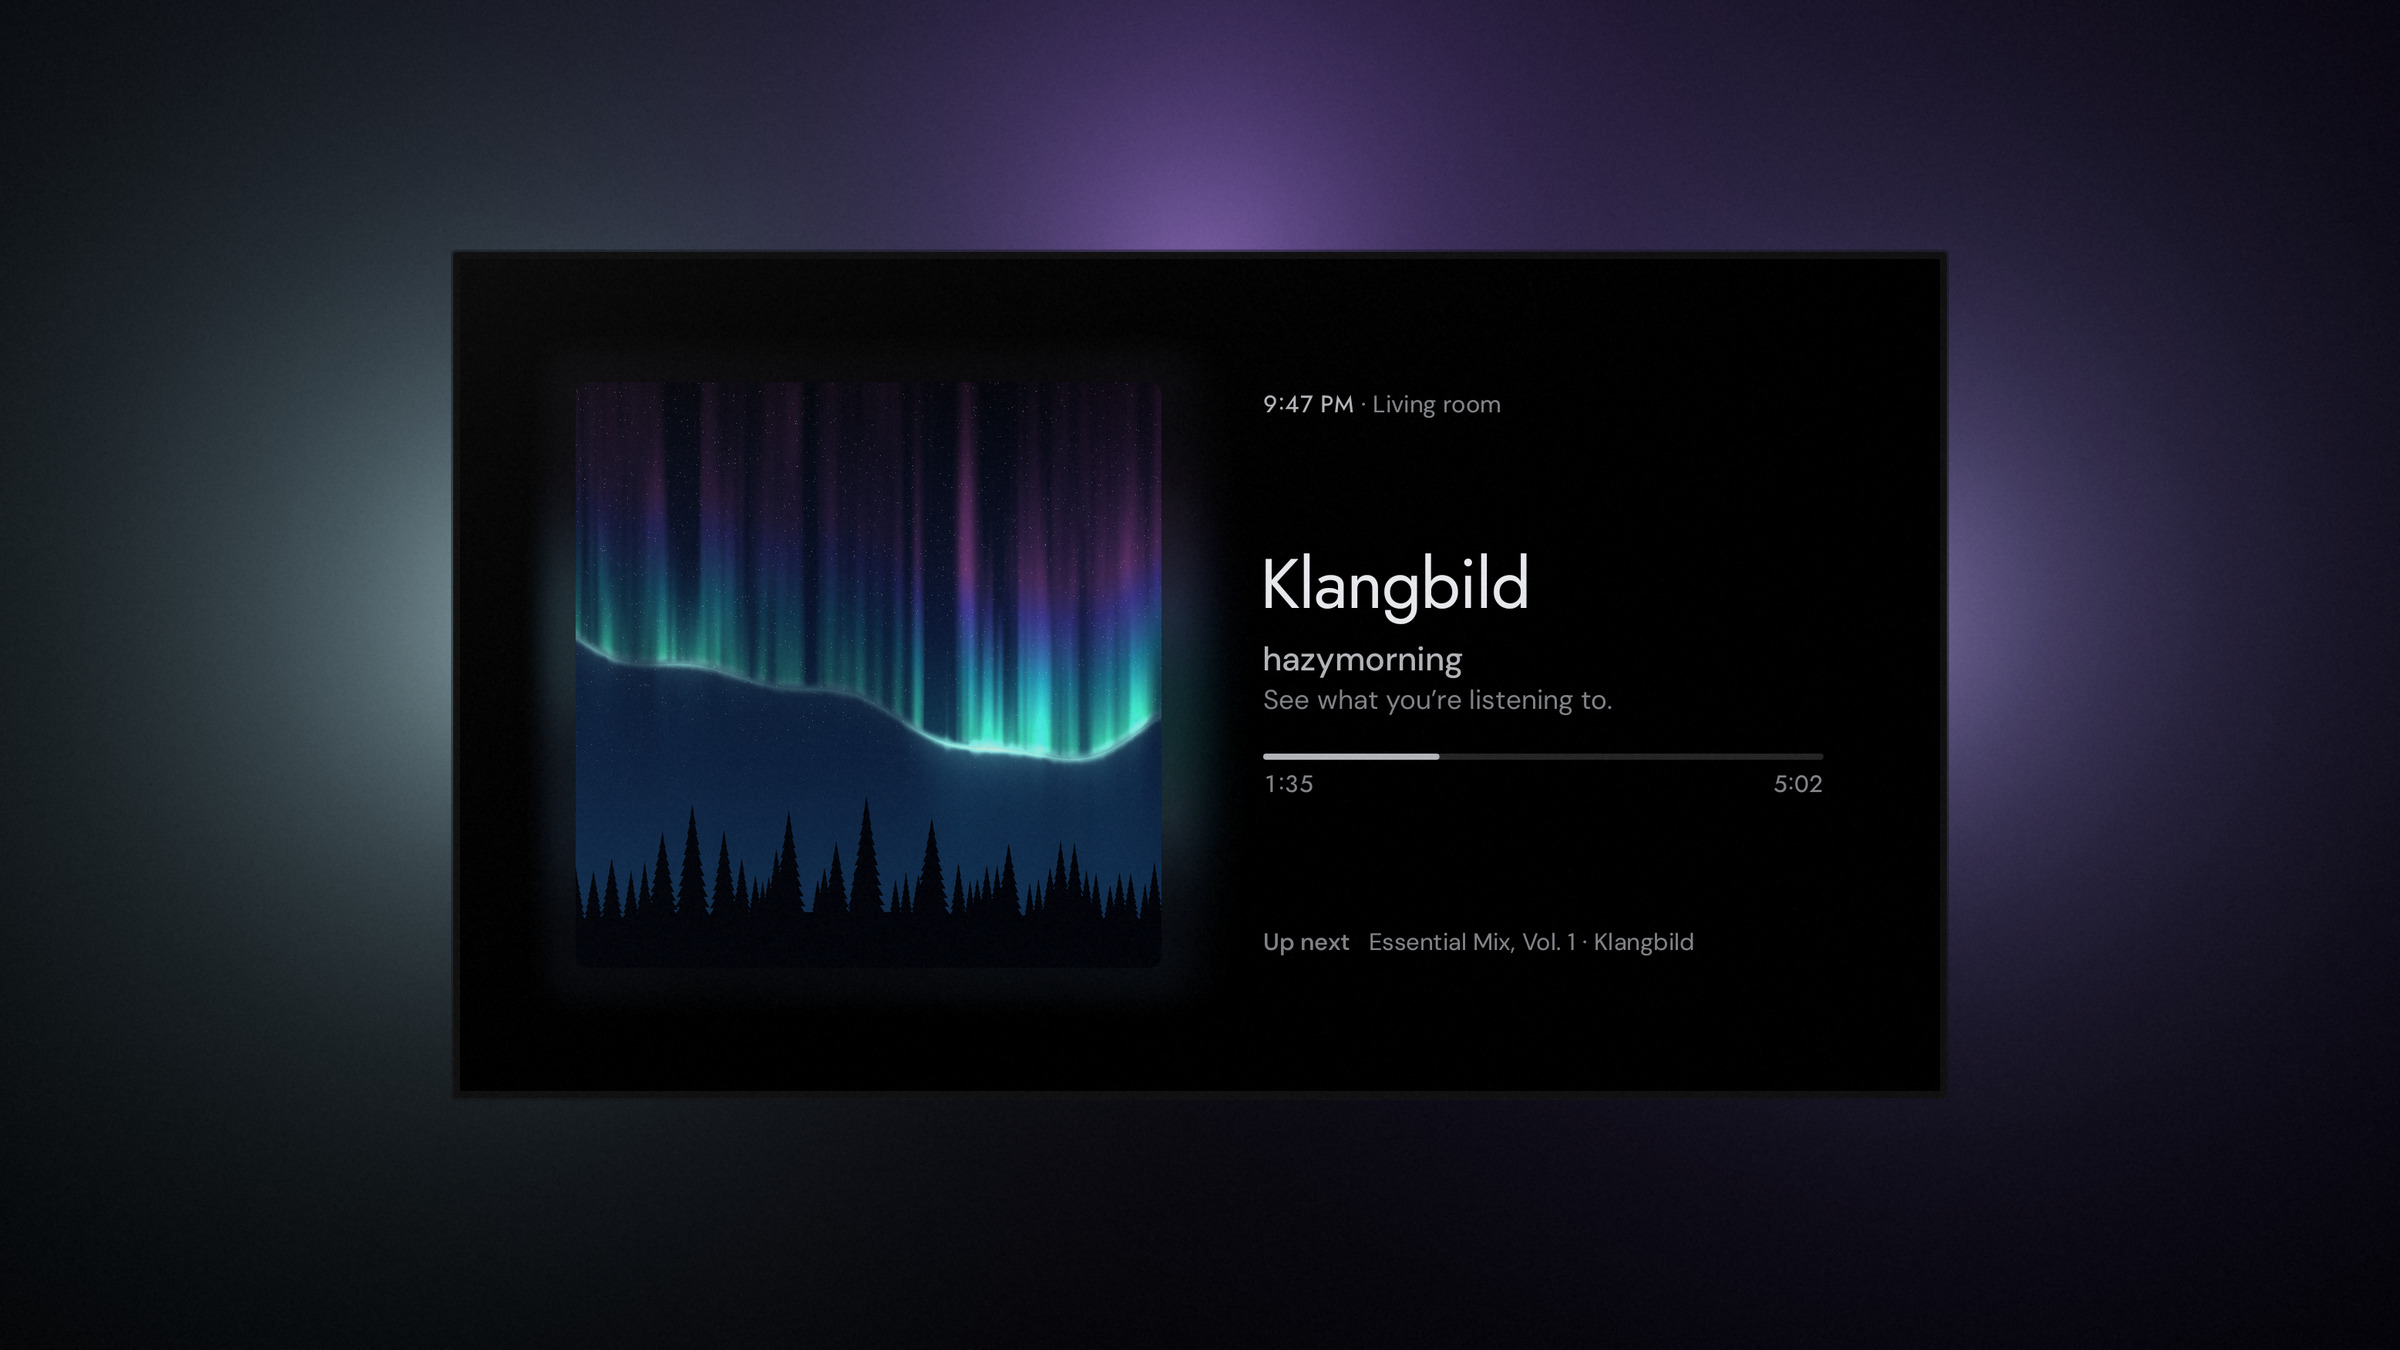 9:47 PM · Living room
Klangbild
hazymorning
See what you’re listening to.
1:35 5:02
Up next Essential Mix, Vol. 1 · Klangbild